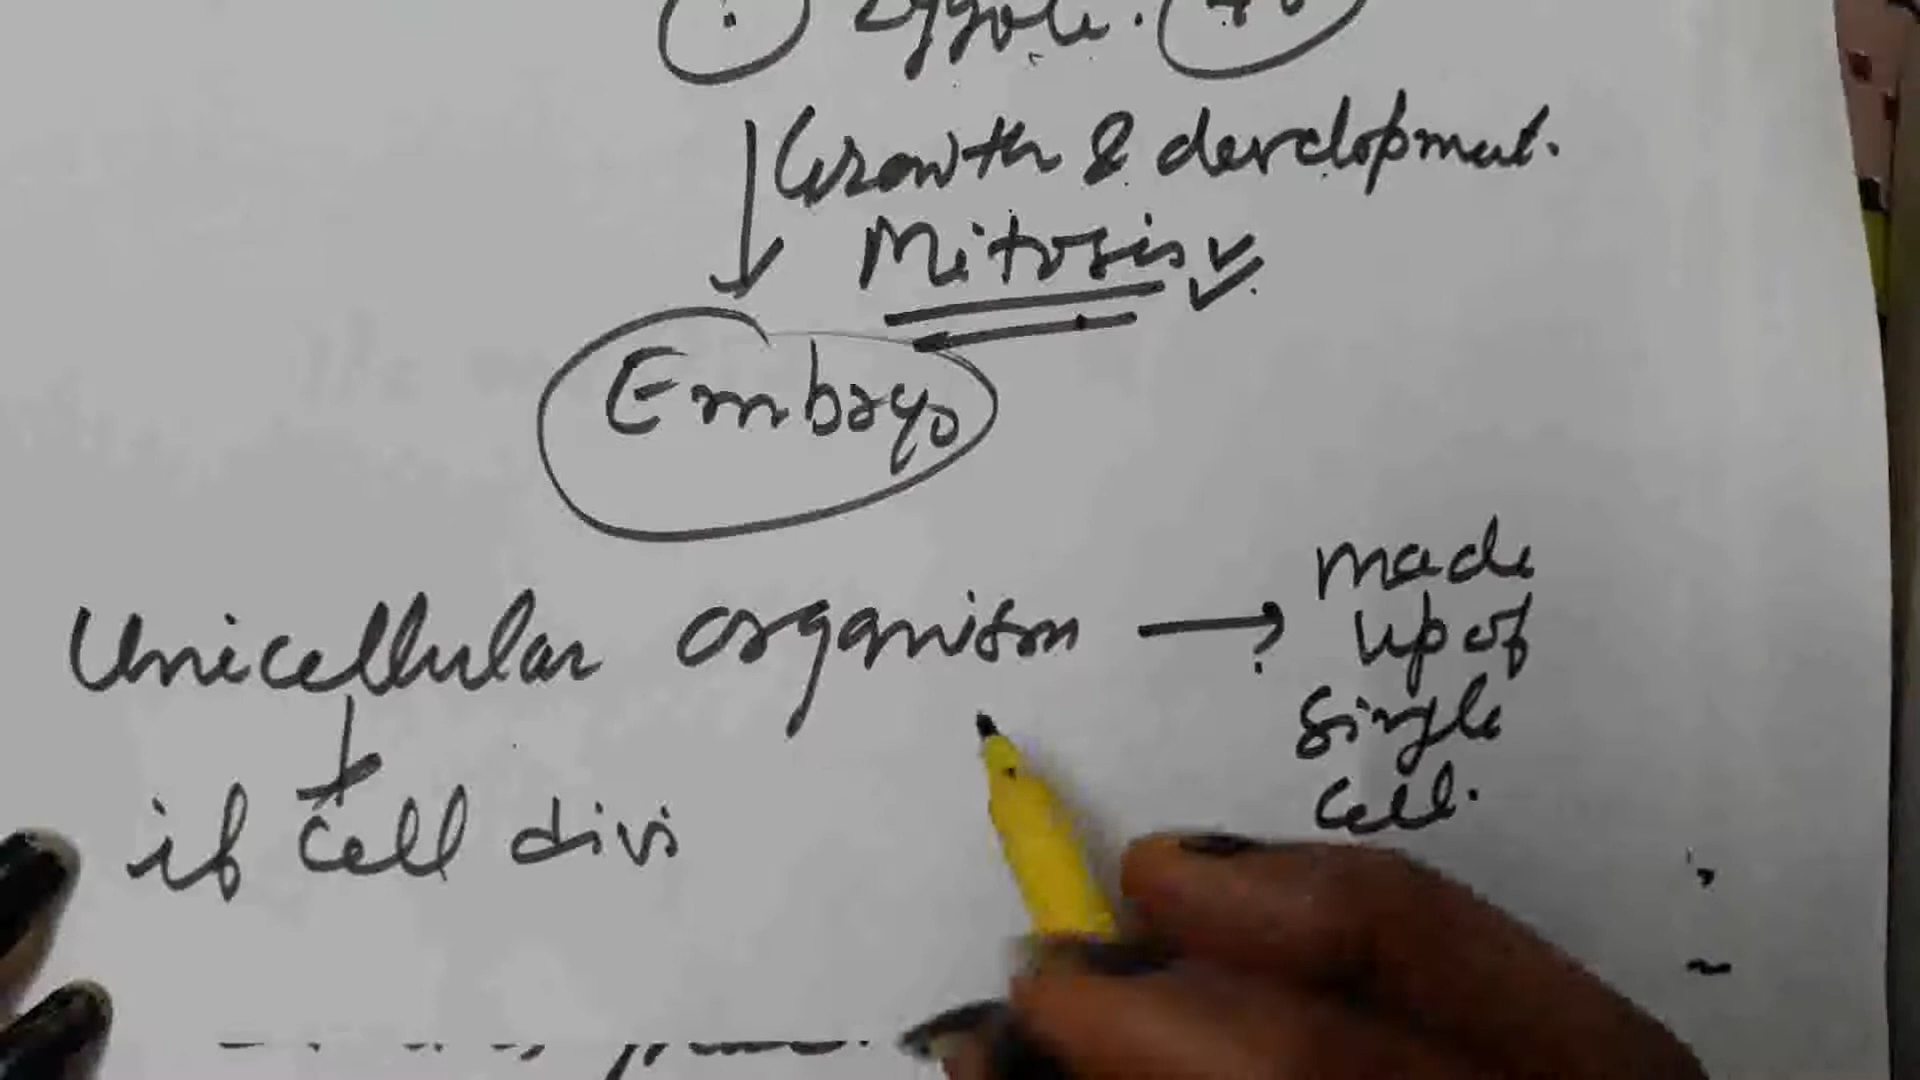 Zygote.
Growth & development.
Mitosis
Embryo
Unicellular organism → made
up of
single
cell.
if cell divi